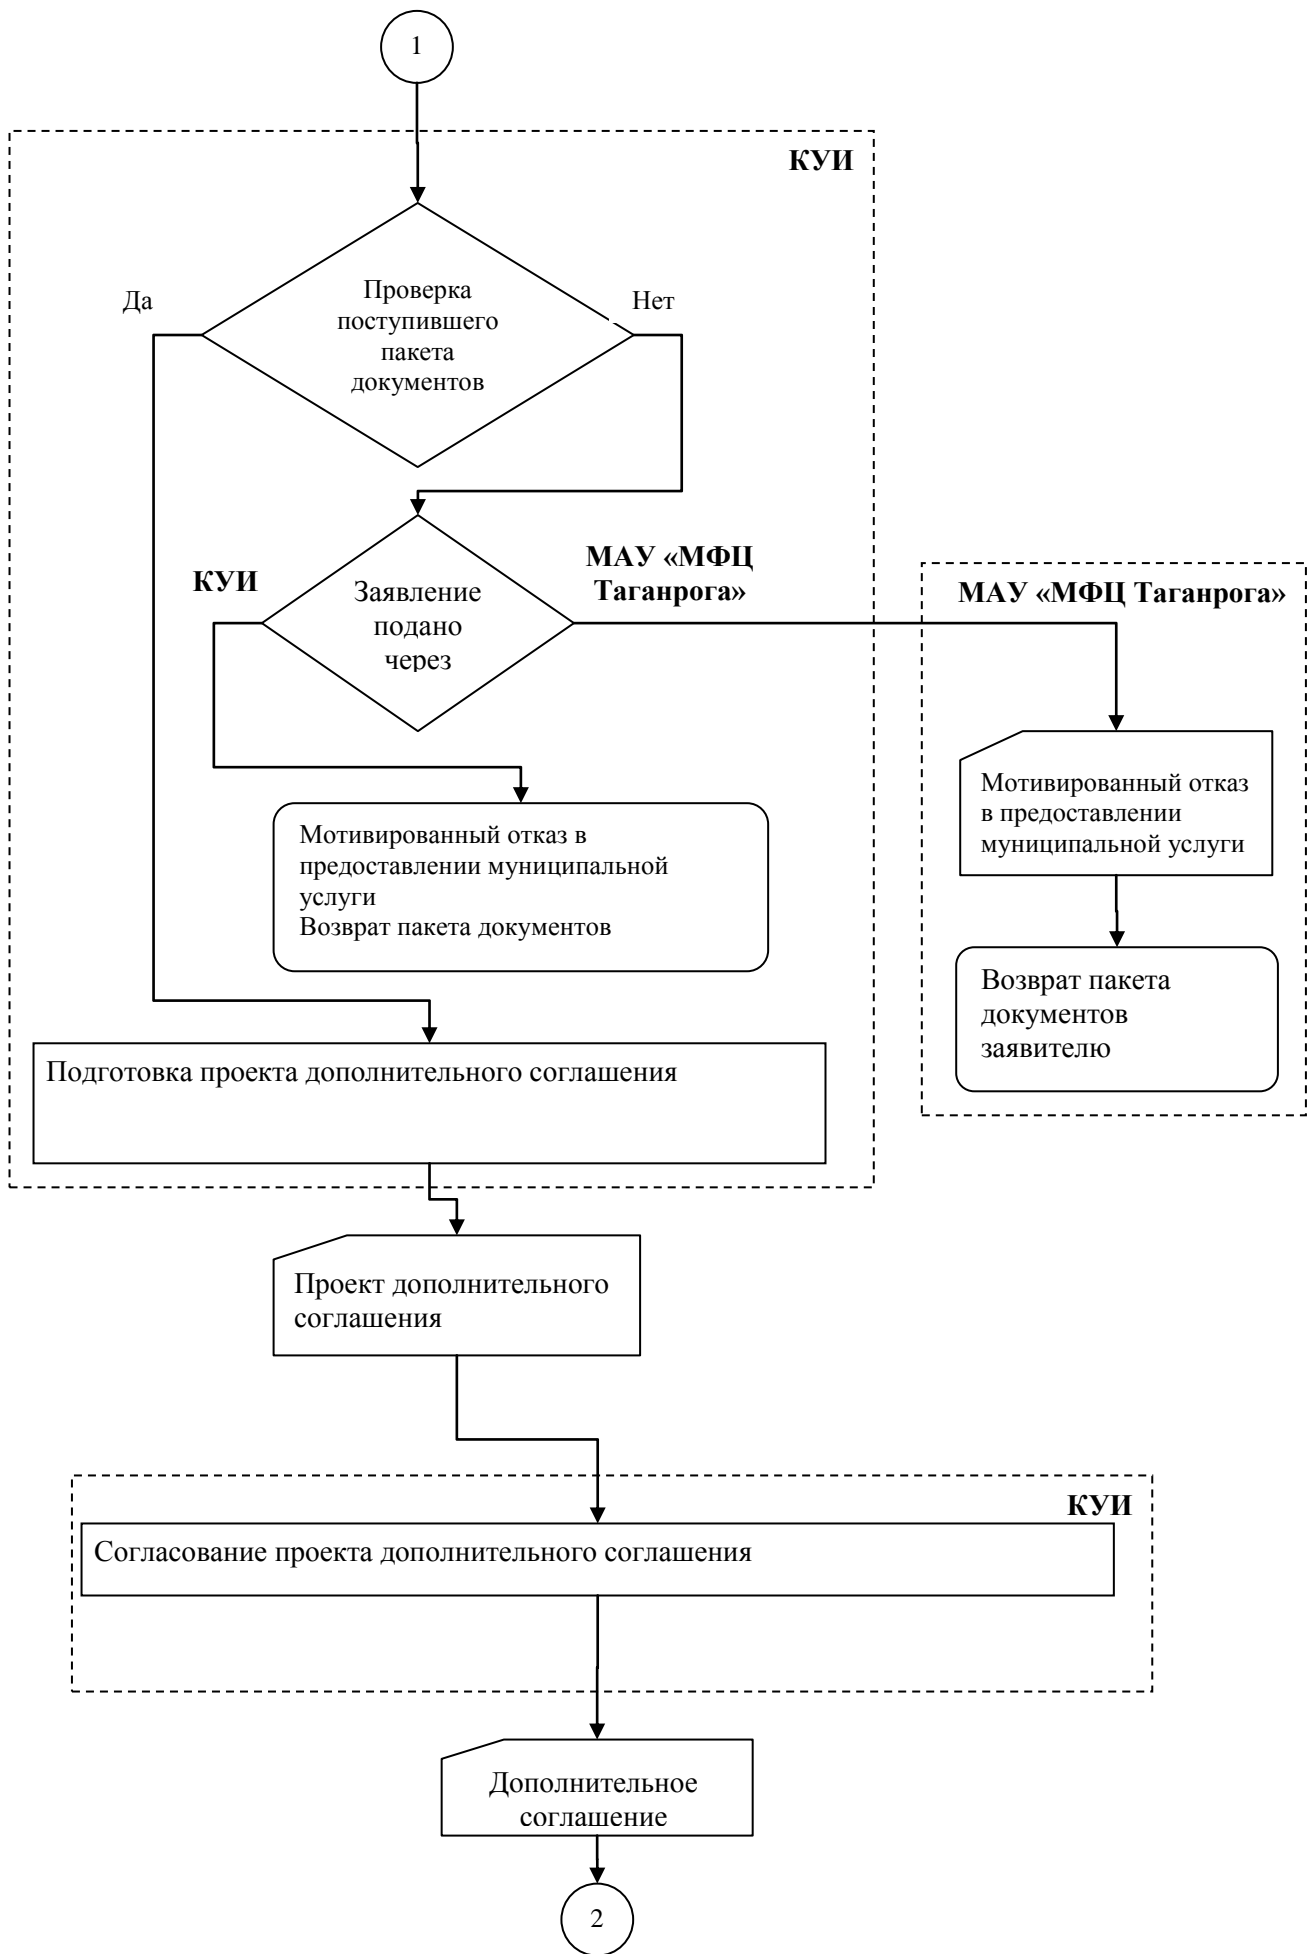 1
КУИ
Да
Нет
Проверка
поступившего
пакета
документов
КУИ
МАУ «МФЦ
Таганрога»
Заявление
подано
через
МАУ «МФЦ Таганрога»
Мотивированный отказ
в предоставлении
муниципальной услуги
Мотивированный отказ в
предоставлении муниципальной
услуги
Возврат пакета документов
Возврат пакета
документов
заявителю
Подготовка проекта дополнительного соглашения
Проект дополнительного
соглашения
КУИ
Согласование проекта дополнительного соглашения
Дополнительное
соглашение
2